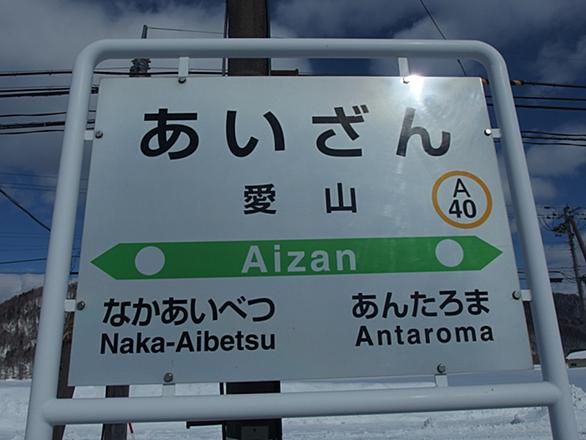 あいざん
愛山
A
40
Aizan
なかあいべつ
Naka-Aibetsu
あんたろま
Antaroma